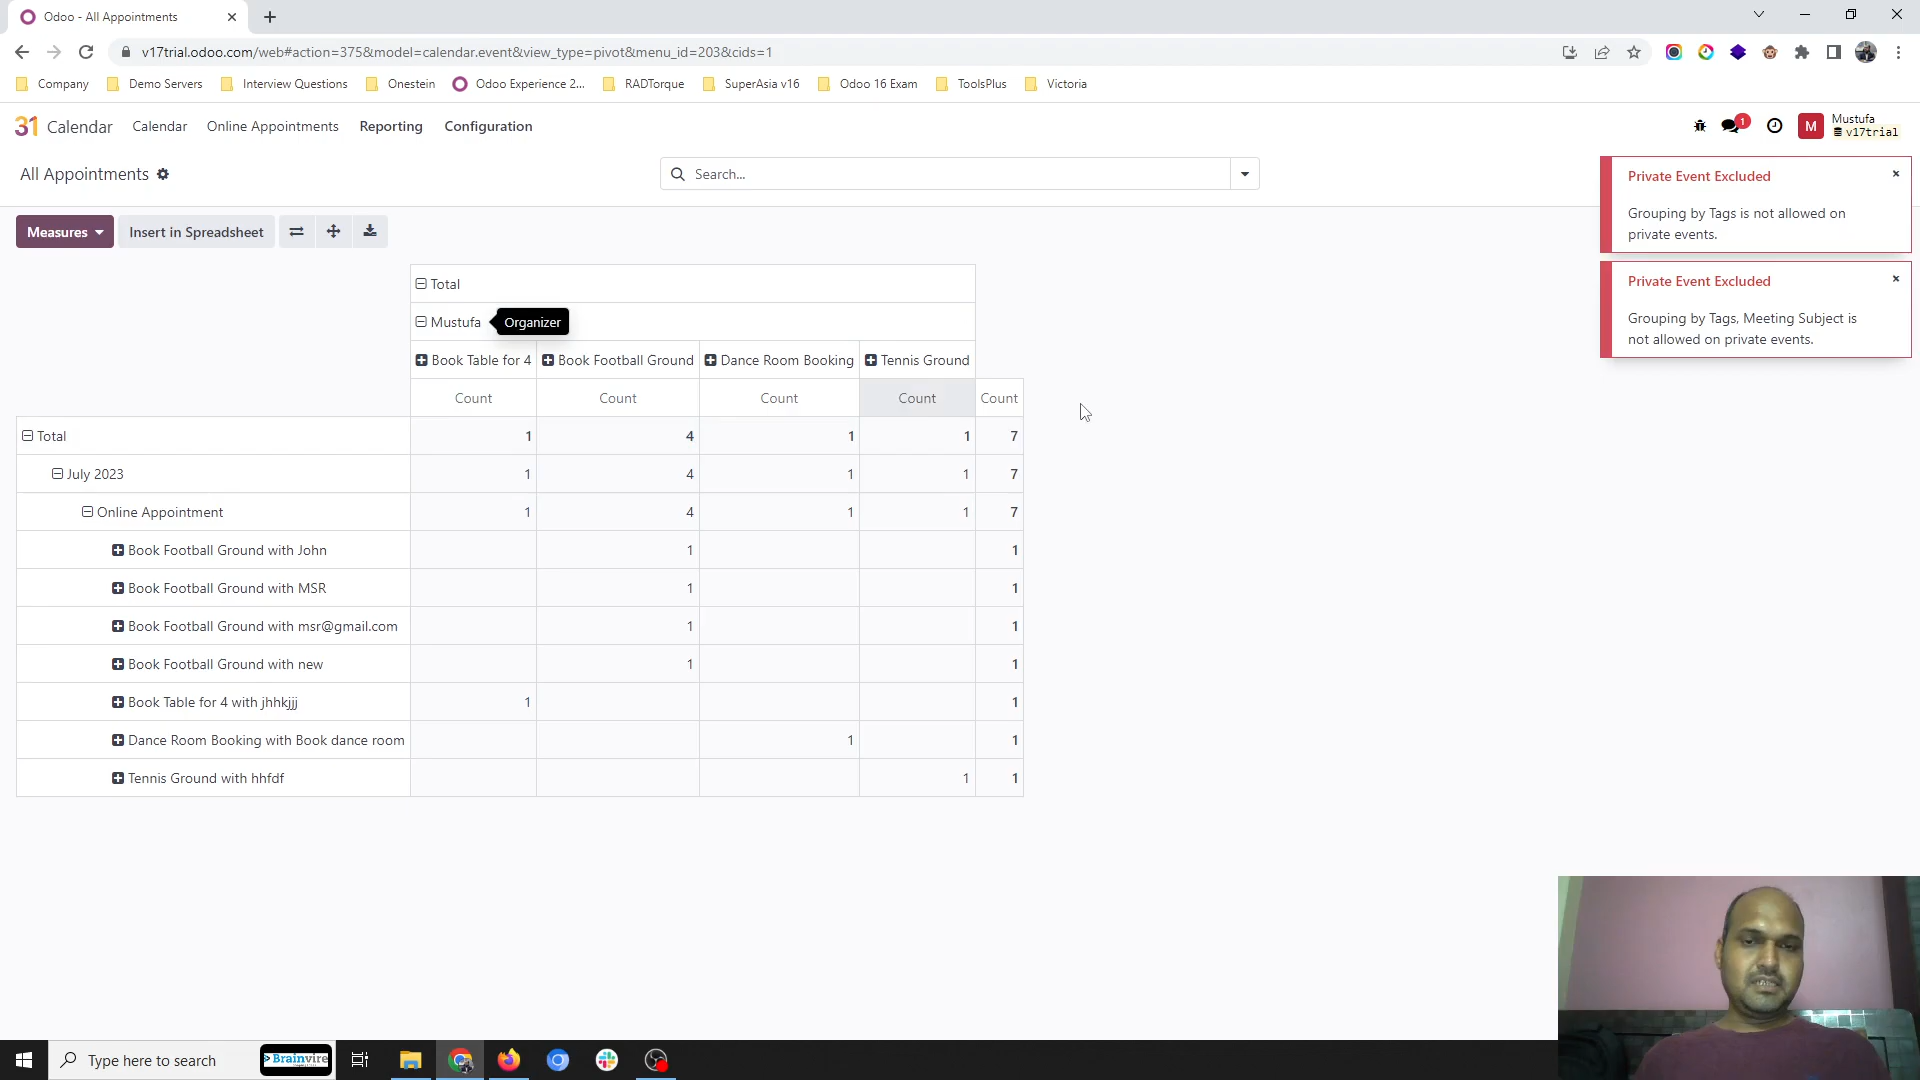 Odoo - All Appointments
v17trial.odoo.com/web#action=375&model=calendar.event&view_type=pivot&menu_id=203&cids=1
Company Demo Servers Interview Questions Onestein Odoo Experience 2... RADTorque SuperAsia v16 Odoo 16 Exam ToolsPlus Victoria
31 Calendar Calendar Online Appointments Reporting Configuration
1
M
Mustufa
v17trial
All Appointments
Search...
Private Event Excluded
Grouping by Tags is not allowed on
private events.
Private Event Excluded
Grouping by Tags, Meeting Subject is
not allowed on private events.
Measures Insert in Spreadsheet
Total
Mustufa Organizer
Book Table for 4 Book Football Ground Dance Room Booking Tennis Ground
Count Count Count Count Count
Total 1 4 1 1 7
July 2023 1 4 1 1 7
Online Appointment 1 4 1 1 7
Book Football Ground with John 1 1
Book Football Ground with MSR 1 1
Book Football Ground with msr@gmail.com 1 1
Book Football Ground with new 1 1
Book Table for 4 with jhhkjjj 1 1
Dance Room Booking with Book dance room 1 1
Tennis Ground with hhfdf 1 1
Type here to search
Brainvire